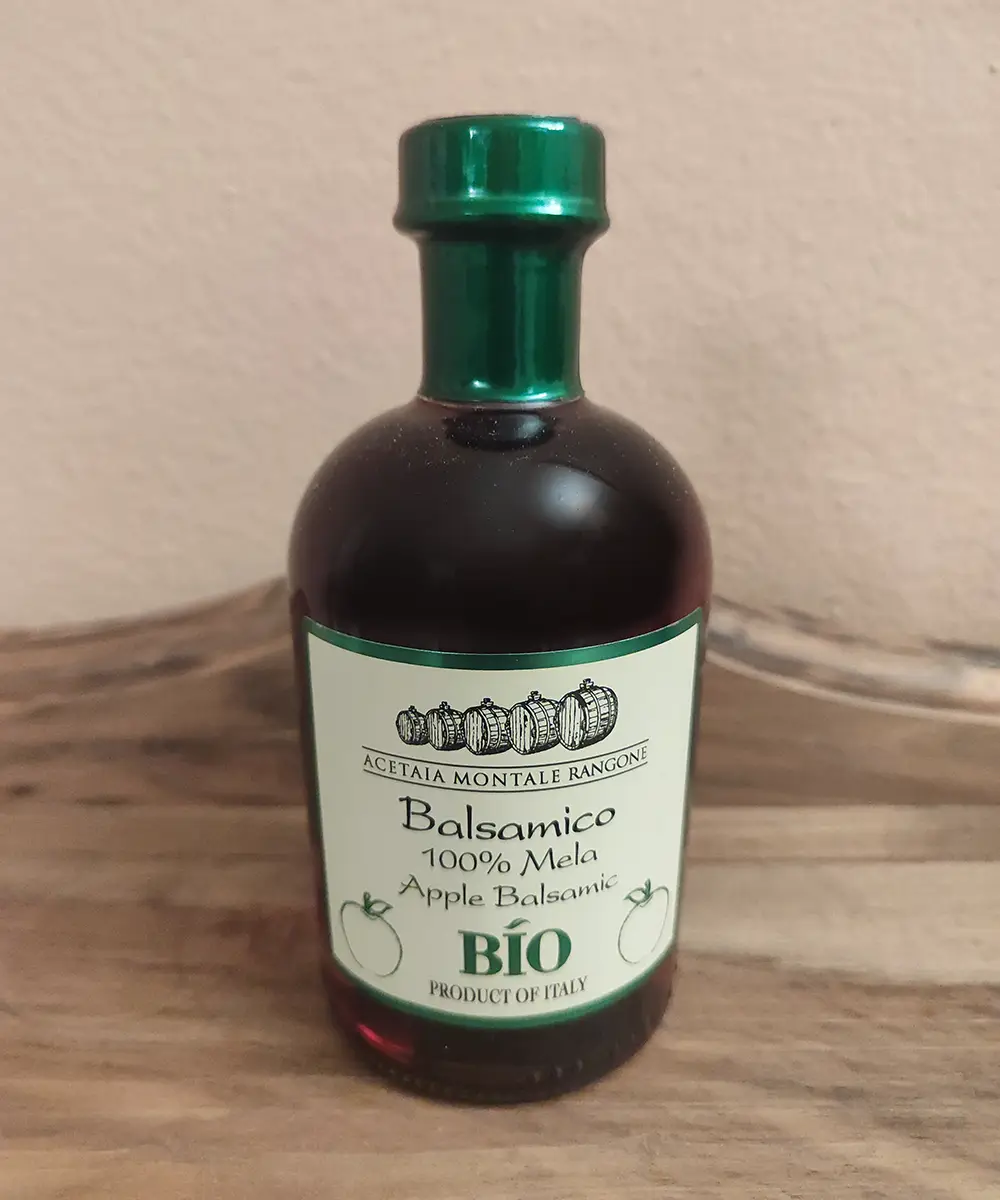 ACETAIA MONTALE RANGONE
Balsamico
100% Mela
Apple Balsamic
BÍO
PRODUCT OF ITALY